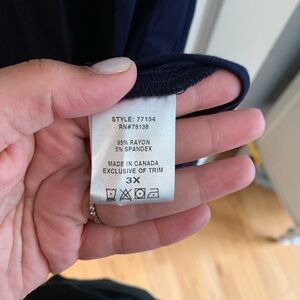 STYLE: 77154
RN#78138
95% RAYON
5% SPANDEX
MADE IN CANADA
EXCLUSIVE OF TRIM
3X